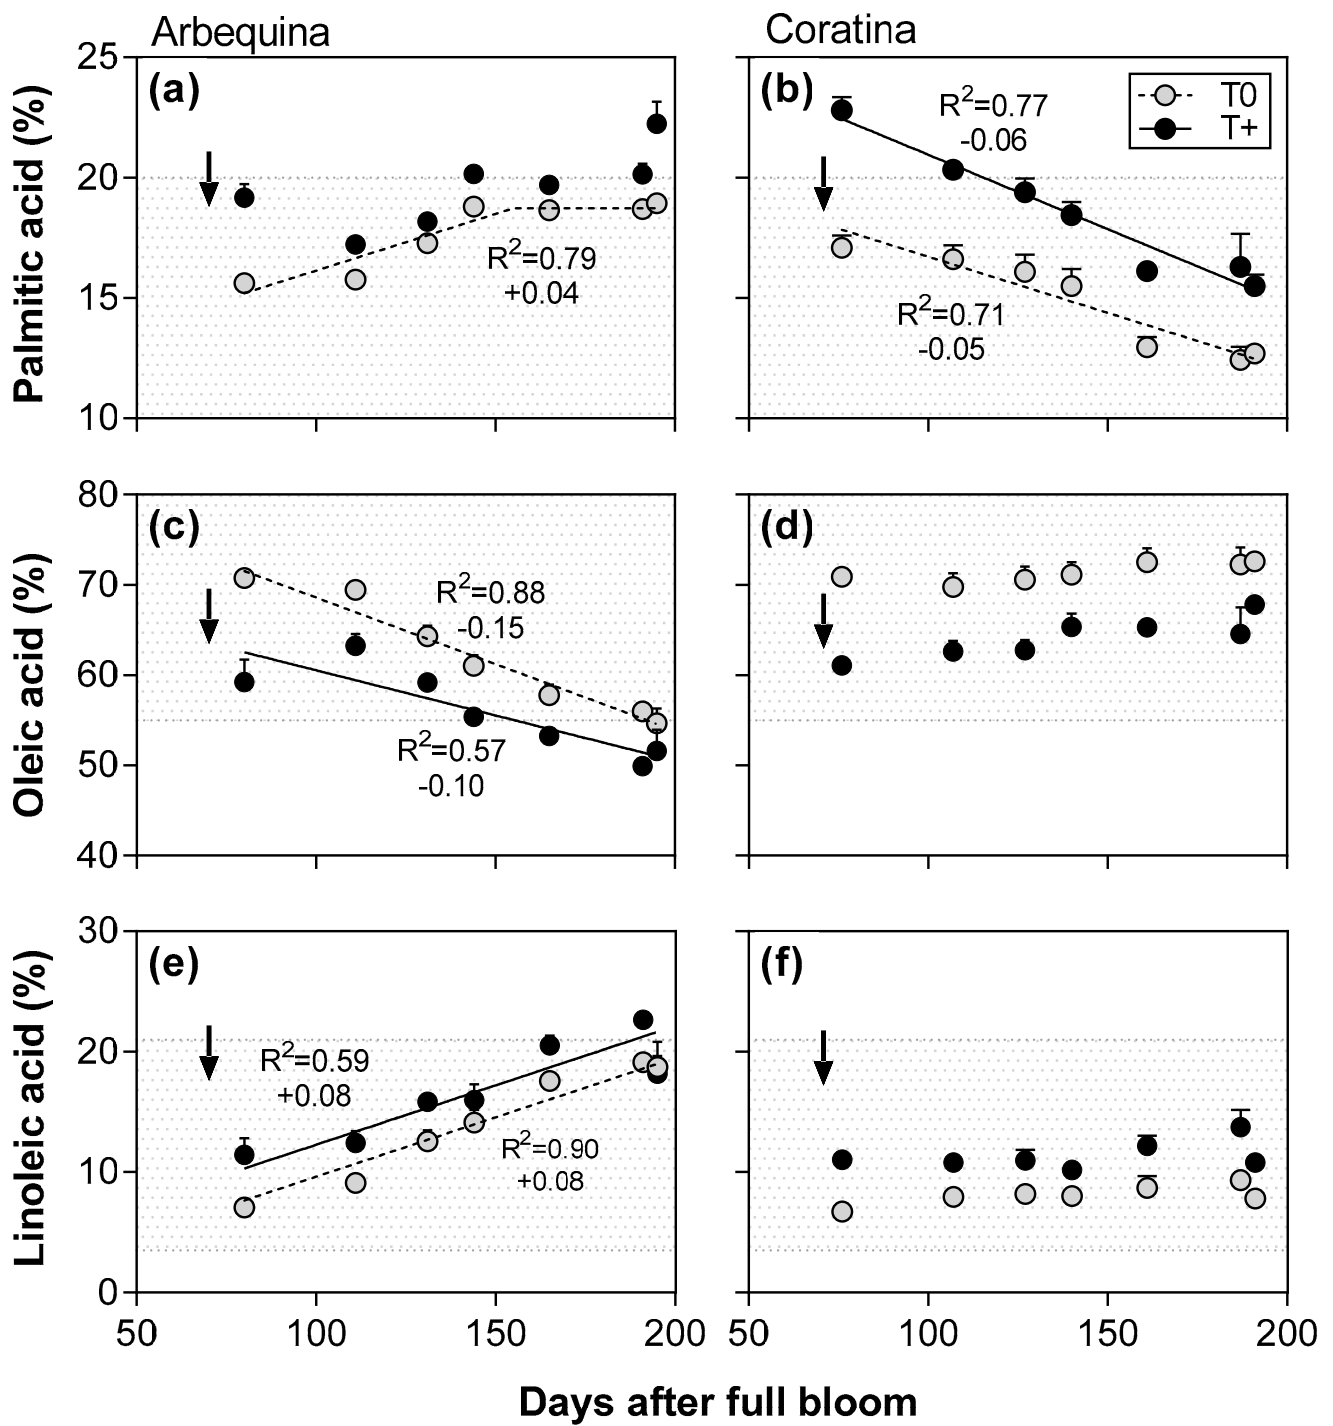 Arbequina
Coratina
Palmitic acid (%)
25
20
15
10
(a)
R²=0.79
+0.04
(b)
R²=0.77
-0.06
T0
T+
R²=0.71
-0.05
Oleic acid (%)
80
70
60
50
40
(c)
R²=0.88
-0.15
R²=0.57
-0.10
(d)
Linoleic acid (%)
30
20
10
0
(e)
R²=0.59
+0.08
R²=0.90
+0.08
(f)
50 100 150 200 50 100 150 200
Days after full bloom